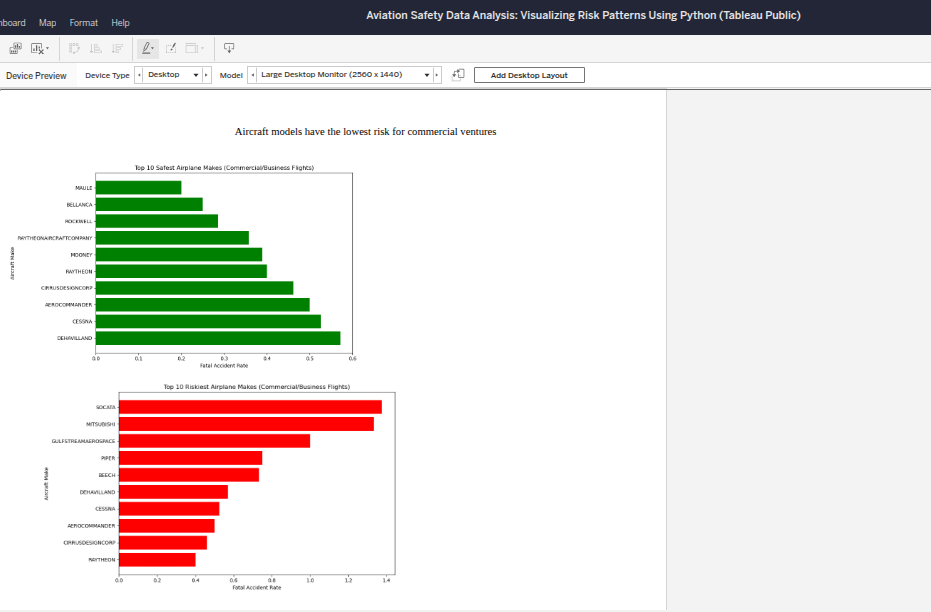 Aviation Safety Data Analysis: Visualizing Risk Patterns Using Python (Tableau Public)
nboard Map Format Help
Device Preview Device Type Desktop Model Large Desktop Monitor (2560 x 1440) Add Desktop Layout
Aircraft models have the lowest risk for commercial ventures
Top 10 Safest Airplane Makes (Commercial/Business Flights)
Aircraft Make
MAULE
BELLANCA
ROCKWELL
RAYTHEONAIRCRAFTCOMPANY
MOONEY
RAYTHEON
CIRRUSDESIGNCORP
AEROCOMMANDER
CESSNA
DEHAVILLAND
0.0 0.1 0.2 0.3 0.4 0.5 0.6
Fatal Accident Rate
Top 10 Riskiest Airplane Makes (Commercial/Business Flights)
Aircraft Make
SOCATA
MITSUBISHI
GULFSTREAMAEROSPACE
PIPER
BEECH
DEHAVILLAND
CESSNA
AEROCOMMANDER
CIRRUSDESIGNCORP
RAYTHEON
0.0 0.2 0.4 0.6 0.8 1.0 1.2 1.4
Fatal Accident Rate